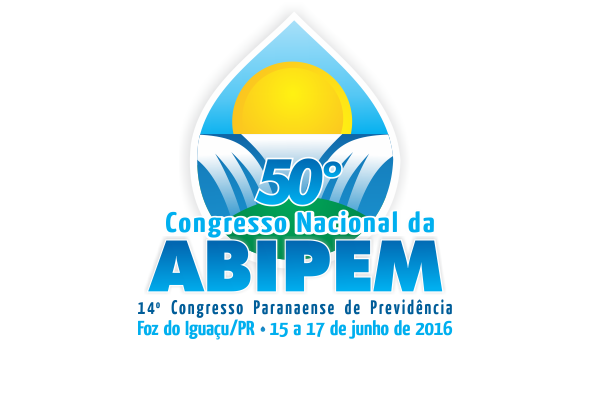 50º
Congresso Nacional da
ABIPEM
14º Congresso Paranaense de Previdência
Foz do Iguaçu/PR • 15 a 17 de junho de 2016